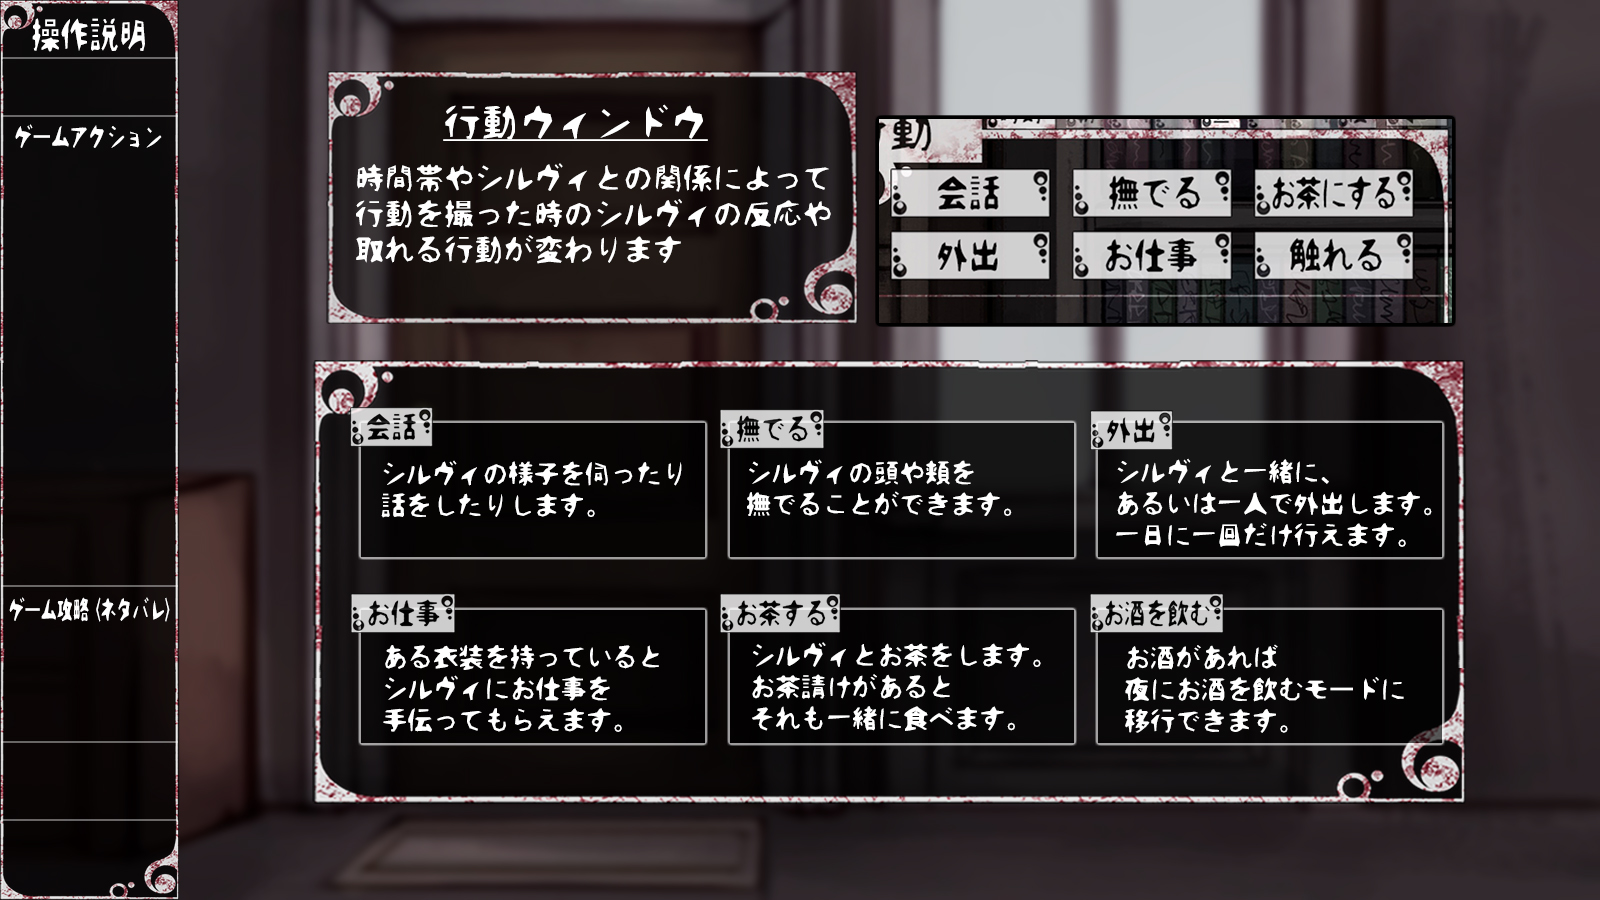 操作説明
ゲームアクション
ゲーム攻略(ネタバレ)
行動ウィンドウ
時間帯やシルヴィとの関係によって
行動を撮った時のシルヴィの反応や
取れる行動が変わります
動
会話
撫でる
お茶にする
外出
お仕事
触れる
会話
シルヴィの様子を伺ったり
話をしたりします。
撫でる
シルヴィの頭や頬を
撫でることができます。
外出
シルヴィと一緒に、
あるいは一人で外出します。
一日に一回だけ行えます。
お仕事
ある衣装を持っていると
シルヴィにお仕事を
手伝ってもらえます。
お茶する
シルヴィとお茶をします。
お茶請けがあると
それも一緒に食べます。
お酒を飲む
お酒があれば
夜にお酒を飲むモードに
移行できます。